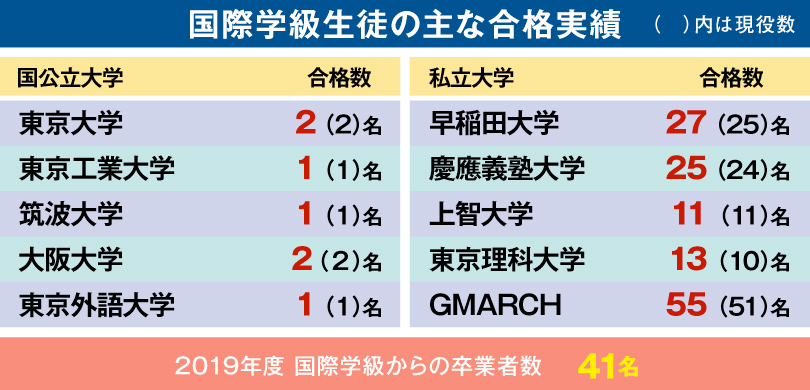 国際学級生徒の主な合格実績 ( )内は現役数
国公立大学 合格数
東京大学 2(2)名
東京工業大学 1(1)名
筑波大学 1(1)名
大阪大学 2(2)名
東京外語大学 1(1)名
私立大学 合格数
早稲田大学 27(25)名
慶應義塾大学 25(24)名
上智大学 11(11)名
東京理科大学 13(10)名
GMARCH 55(51)名
2019年度 国際学級からの卒業者数 41名